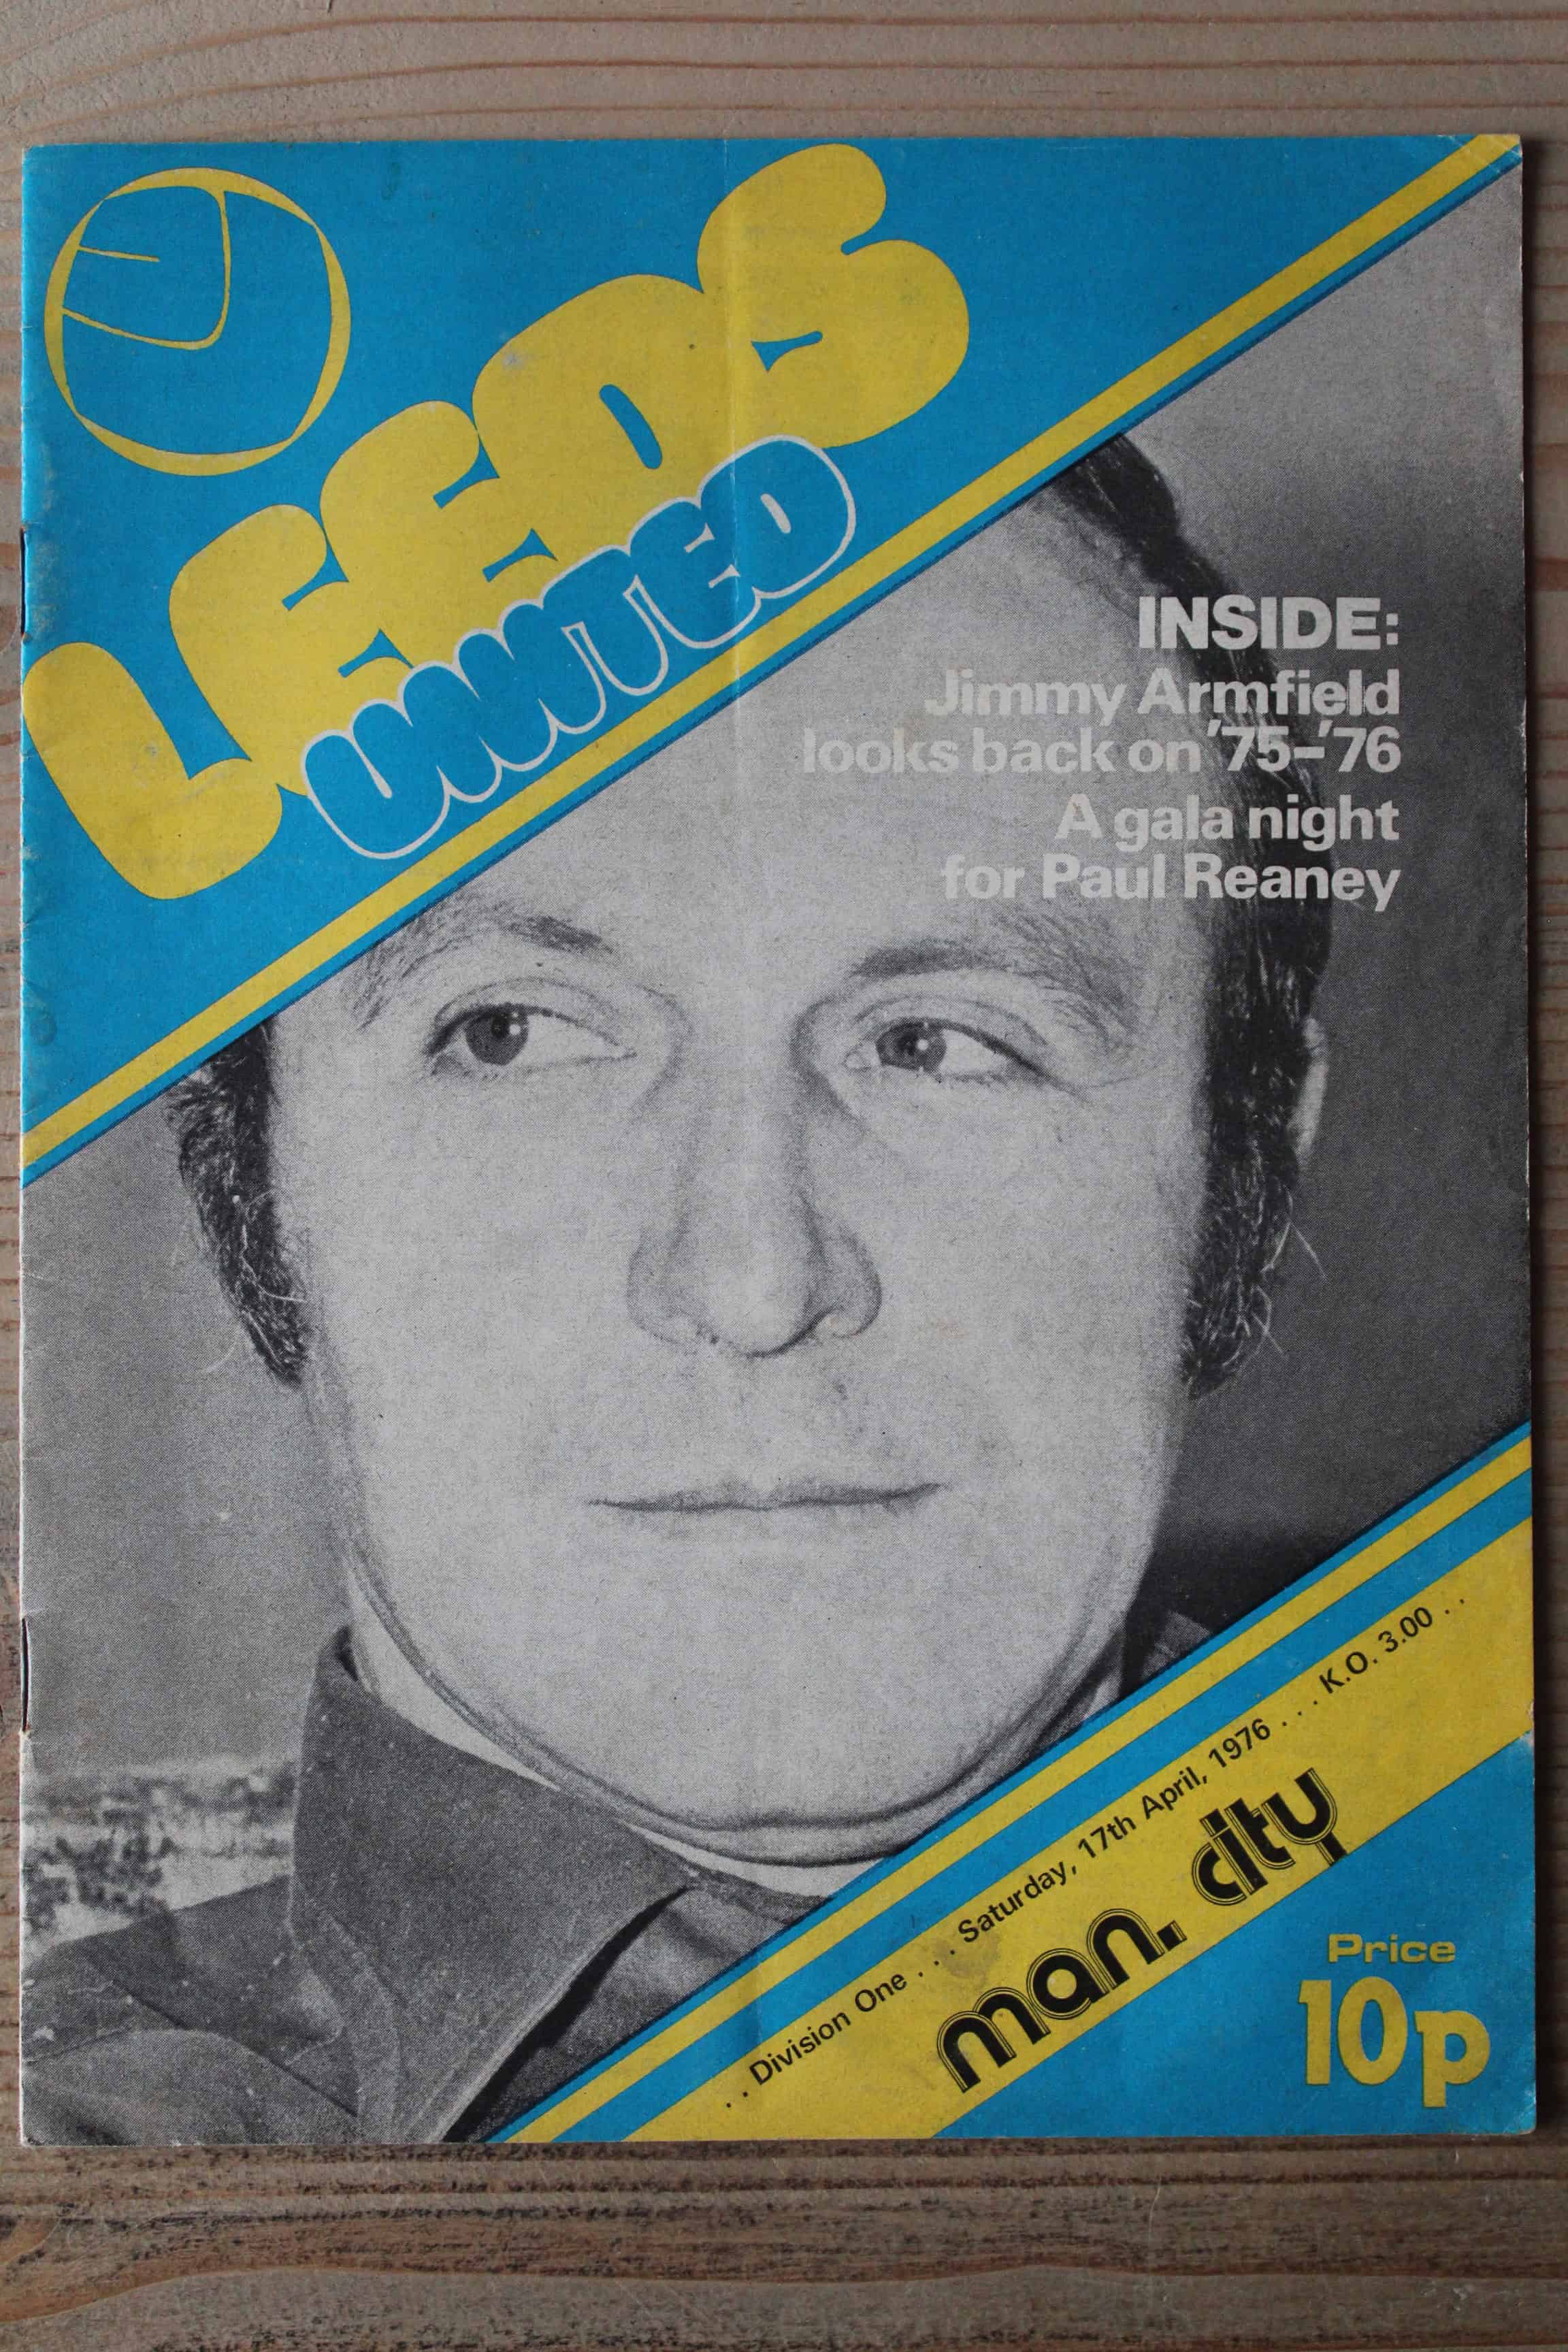 LEEDS
UNITED
INSIDE:
Jimmy Armfield
looks back on '75-'76
A gala night
for Paul Reaney
. . Division One . . . Saturday, 17th April, 1976 . . . K.O. 3.00 . .
man. city
Price
10p